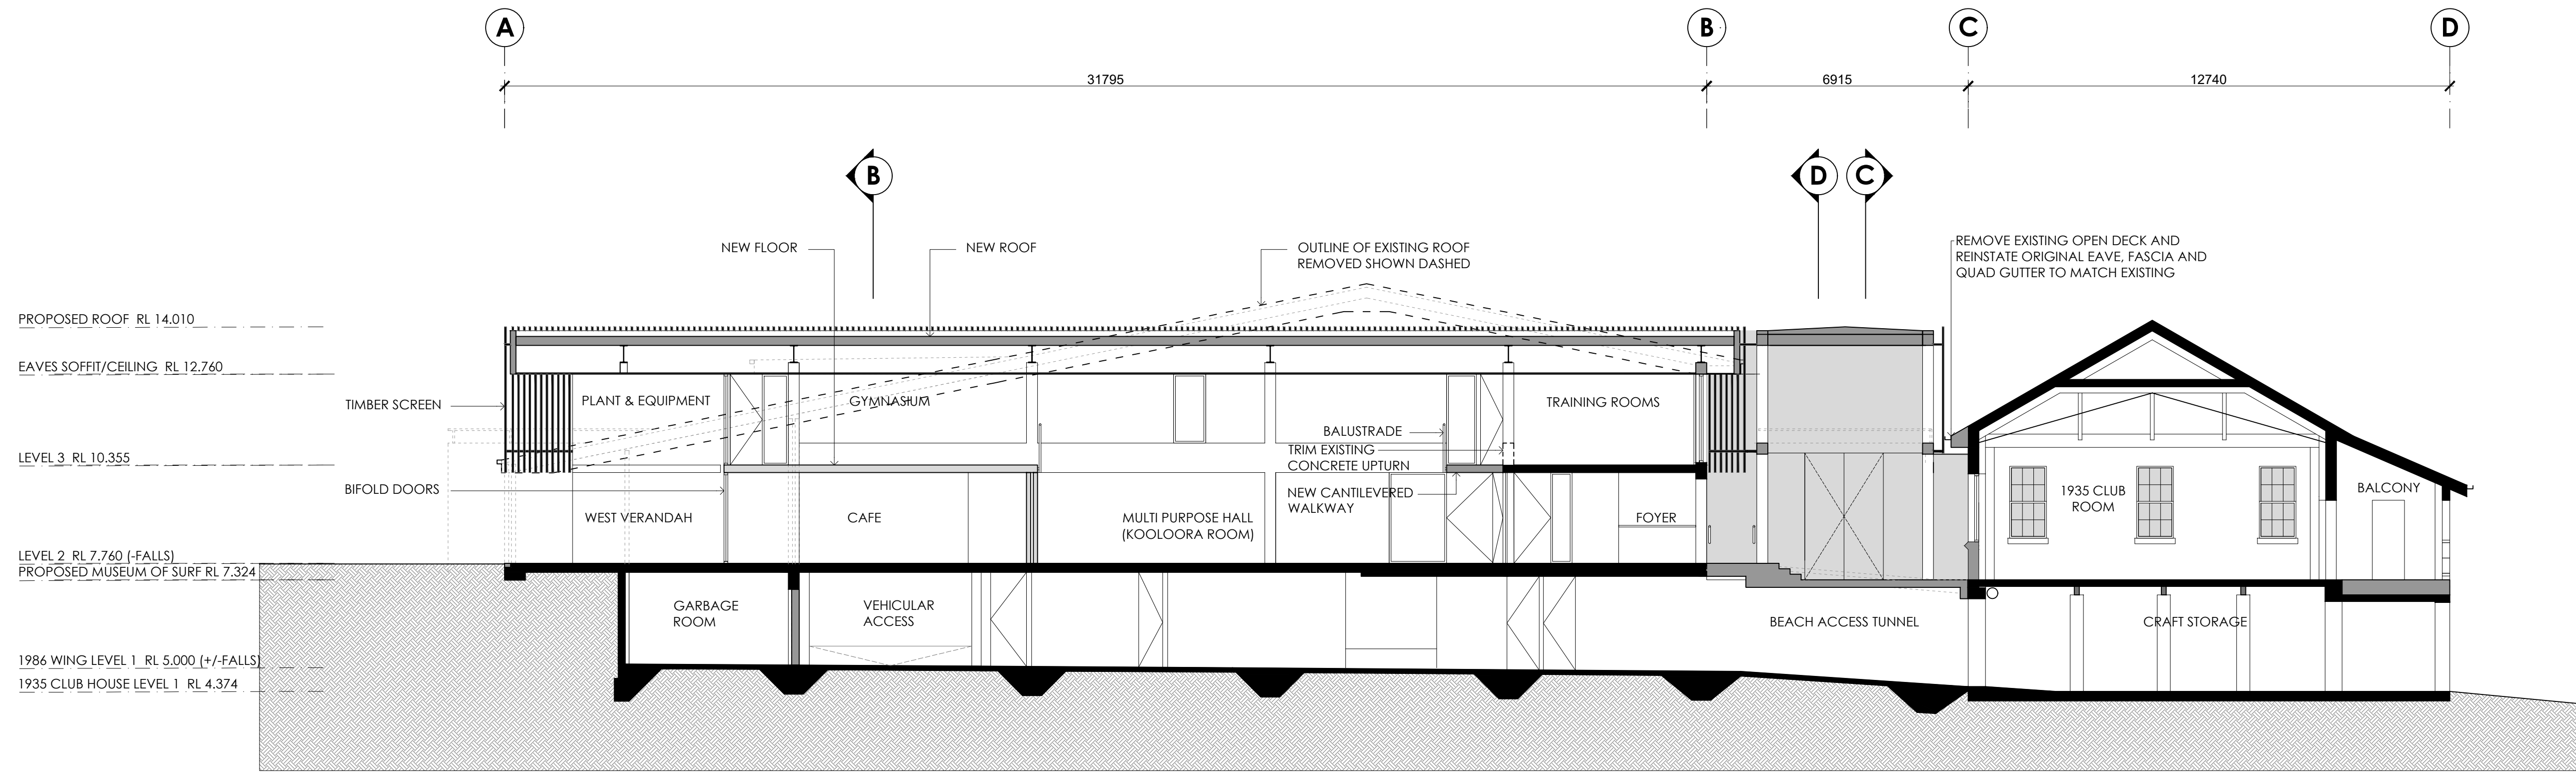 A
B
C
D
31795
6915
12740
B
D
C
NEW FLOOR
NEW ROOF
OUTLINE OF EXISTING ROOF
REMOVED SHOWN DASHED
REMOVE EXISTING OPEN DECK AND
REINSTATE ORIGINAL EAVE, FASCIA AND
QUAD GUTTER TO MATCH EXISTING
PROPOSED ROOF RL 14.010
EAVES SOFFIT/CEILING RL 12.760
TIMBER SCREEN
PLANT & EQUIPMENT
GYMNASIUM
TRAINING ROOMS
BALUSTRADE
TRIM EXISTING
CONCRETE UPTURN
LEVEL 3 RL 10.355
BIFOLD DOORS
NEW CANTILEVERED
WALKWAY
WEST VERANDAH
CAFE
MULTI PURPOSE HALL
(KOOLOORA ROOM)
FOYER
1935 CLUB
ROOM
BALCONY
LEVEL 2 RL 7.760 (-FALLS)
PROPOSED MUSEUM OF SURF RL 7.324
GARBAGE
ROOM
VEHICULAR
ACCESS
BEACH ACCESS TUNNEL
CRAFT STORAGE
1986 WING LEVEL 1 RL 5.000 (+/-FALLS)
1935 CLUB HOUSE LEVEL 1 RL 4.374